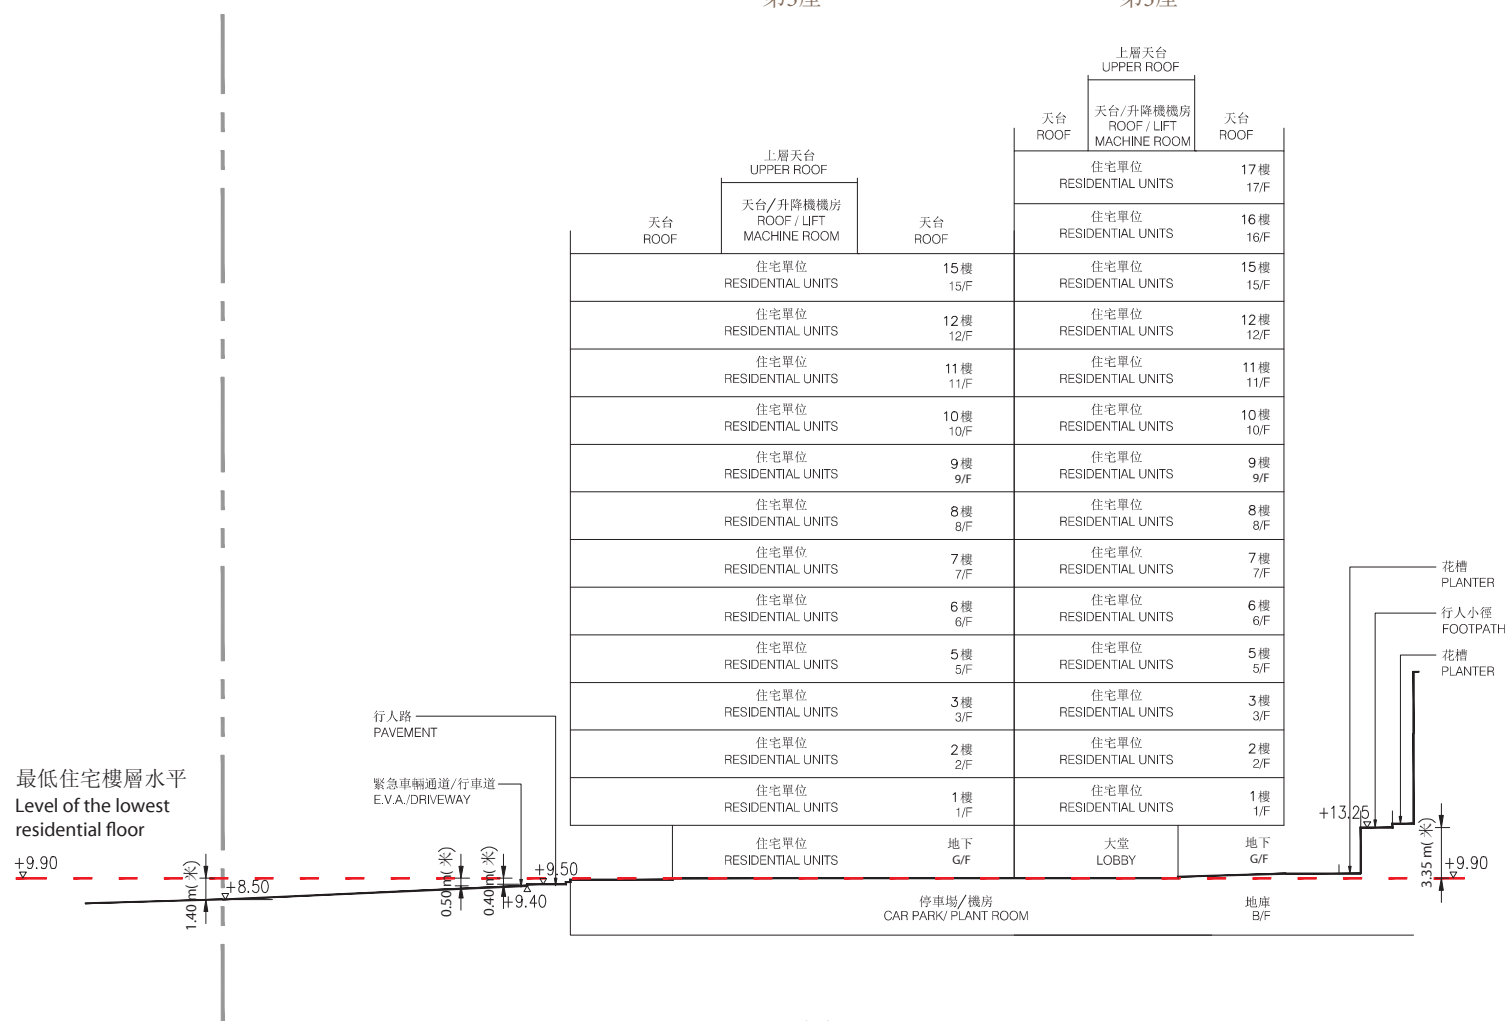 上層天台
UPPER ROOF
天台
ROOF
天台/升降機機房
ROOF / LIFT
MACHINE ROOM
天台
ROOF
上層天台
UPPER ROOF
天台
ROOF
天台/升降機機房
ROOF / LIFT
MACHINE ROOM
天台
ROOF
住宅單位
RESIDENTIAL UNITS
17樓
17/F
住宅單位
RESIDENTIAL UNITS
16樓
16/F
住宅單位
RESIDENTIAL UNITS
15樓
15/F
住宅單位
RESIDENTIAL UNITS
15樓
15/F
住宅單位
RESIDENTIAL UNITS
12樓
12/F
住宅單位
RESIDENTIAL UNITS
12樓
12/F
住宅單位
RESIDENTIAL UNITS
11樓
11/F
住宅單位
RESIDENTIAL UNITS
11樓
11/F
住宅單位
RESIDENTIAL UNITS
10樓
10/F
住宅單位
RESIDENTIAL UNITS
10樓
10/F
住宅單位
RESIDENTIAL UNITS
9樓
9/F
住宅單位
RESIDENTIAL UNITS
9樓
9/F
住宅單位
RESIDENTIAL UNITS
8樓
8/F
住宅單位
RESIDENTIAL UNITS
8樓
8/F
住宅單位
RESIDENTIAL UNITS
7樓
7/F
住宅單位
RESIDENTIAL UNITS
7樓
7/F
住宅單位
RESIDENTIAL UNITS
6樓
6/F
住宅單位
RESIDENTIAL UNITS
6樓
6/F
住宅單位
RESIDENTIAL UNITS
5樓
5/F
住宅單位
RESIDENTIAL UNITS
5樓
5/F
住宅單位
RESIDENTIAL UNITS
3樓
3/F
住宅單位
RESIDENTIAL UNITS
3樓
3/F
住宅單位
RESIDENTIAL UNITS
2樓
2/F
住宅單位
RESIDENTIAL UNITS
2樓
2/F
住宅單位
RESIDENTIAL UNITS
1樓
1/F
住宅單位
RESIDENTIAL UNITS
1樓
1/F
住宅單位
RESIDENTIAL UNITS
地下
G/F
大堂
LOBBY
地下
G/F
停車場/機房
CAR PARK/ PLANT ROOM
地庫
B/F
花槽
PLANTER
行人小徑
FOOTPATH
花槽
PLANTER
行人路
PAVEMENT
緊急車輛通道/行車道
E.V.A./DRIVEWAY
最低住宅樓層水平
Level of the lowest
residential floor
+9.90
1.40 m(米)
+8.50
0.50 m(米)
0.40 m(米)
+9.50
+9.40
+13.25
3.35 m(米)
+9.90